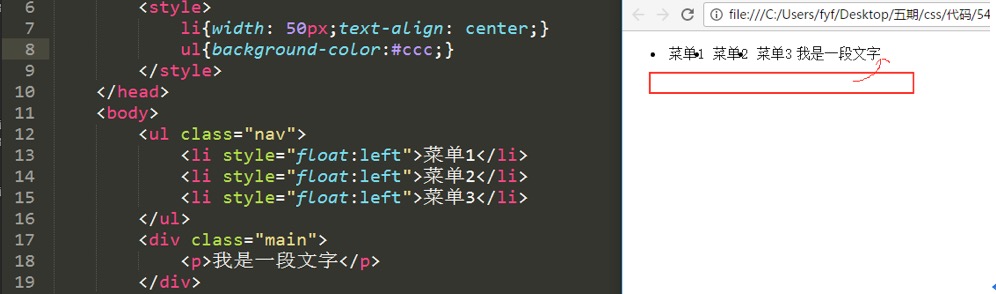 6 <style>
7 li{width: 50px;text-align: center;}
8 ul{background-color:#ccc;}
9 </style>
10 </head>
11 <body>
12 <ul class="nav">
13 <li style="float:left">菜单1</li>
14 <li style="float:left">菜单2</li>
15 <li style="float:left">菜单3</li>
16 </ul>
17 <div class="main">
18 <p>我是一段文字</p>
19 </div>
file:///C:/Users/fyf/Desktop/五期/css/代码/54
• 菜单1 菜单2 菜单3 我是一段文字